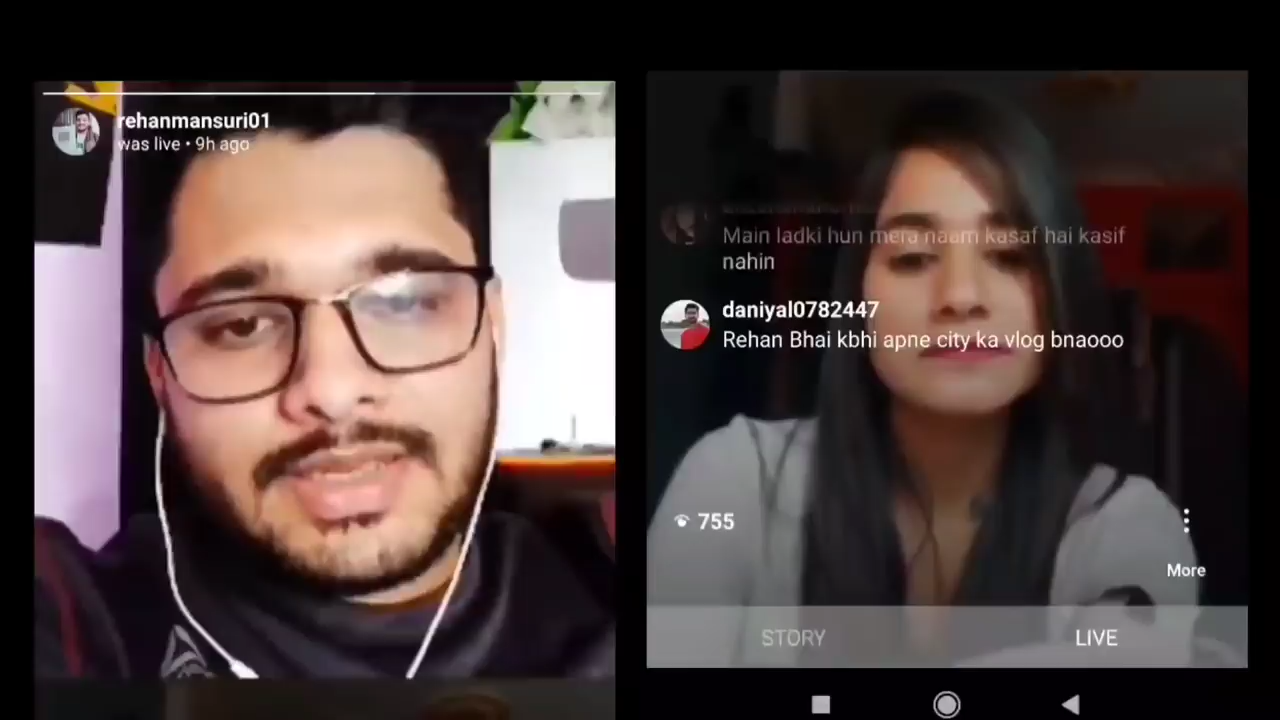 rehanmansuri01
was live • 9h ago
Main ladki hun mera naam kasaf hai kasif
nahin
daniyal0782447
Rehan Bhai kbhi apne city ka vlog bnaooo
755
More
STORY
LIVE